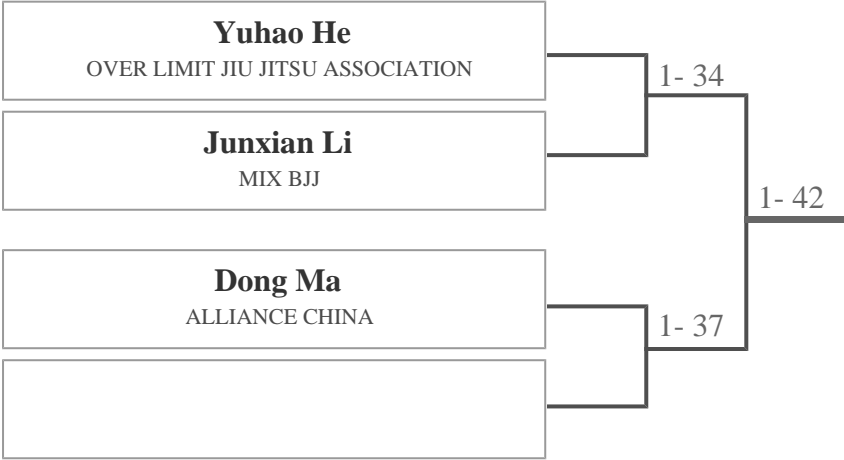 Yuhao He
OVER LIMIT JIU JITSU ASSOCIATION
1- 34
Junxian Li
MIX BJJ
1- 42
Dong Ma
ALLIANCE CHINA
1- 37